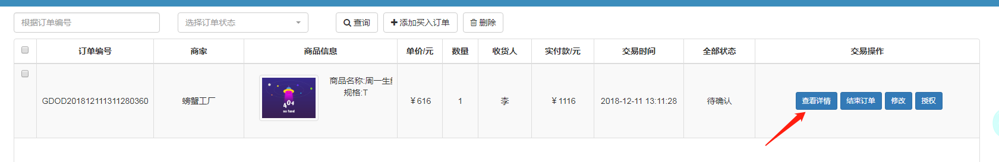 根据订单编号 选择订单状态 查询 添加买入订单 删除
订单编号 商家 商品信息 单价/元 数量 收货人 实付款/元 交易时间 全部状态 交易操作
商品名称:周一生
规格:T
404
no fund
GDOD201812111311280360 螃蟹工厂 ¥616 1 李 ¥1116 2018-12-11 13:11:28 待确认 查看详情 结束订单 修改 授权